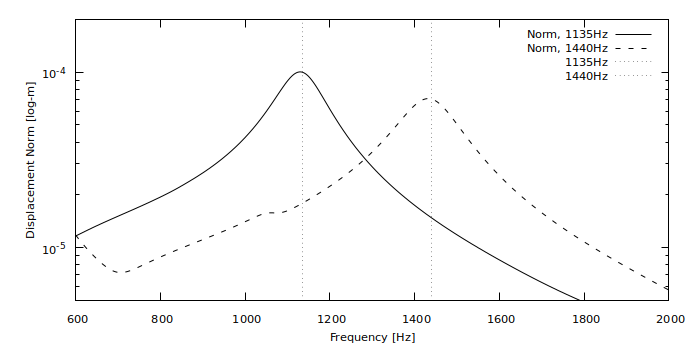 Norm, 1135Hz
Norm, 1440Hz
1135Hz
1440Hz
10^-4
10^-5
Displacement Norm [log-m]
600 800 1000 1200 1400 1600 1800 2000
Frequency [Hz]